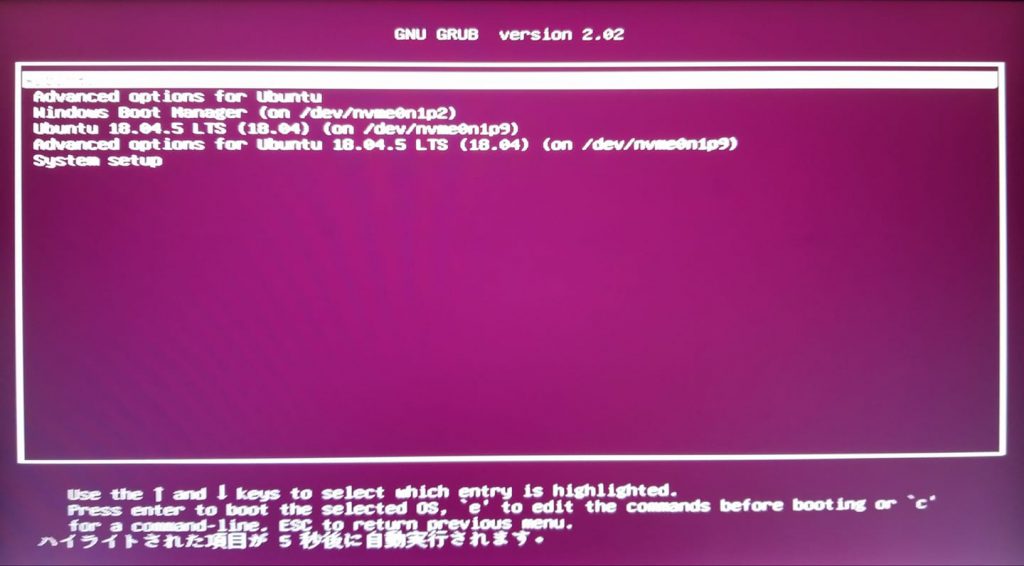 GNU GRUB version 2.02
Advanced options for Ubuntu
Windows Boot Manager (on /dev/nvme0n1p2)
Ubuntu 18.04.5 LTS (18.04) (on /dev/nvme0n1p9)
Advanced options for Ubuntu 18.04.5 LTS (18.04) (on /dev/nvme0n1p9)
System setup
Use the ↑ and ↓ keys to select which entry is highlighted.
Press enter to boot the selected OS, `e' to edit the commands before booting or `c'
for a command-line. ESC to return previous menu.
ハイライトされた項目が 5 秒後に自動実行されます。